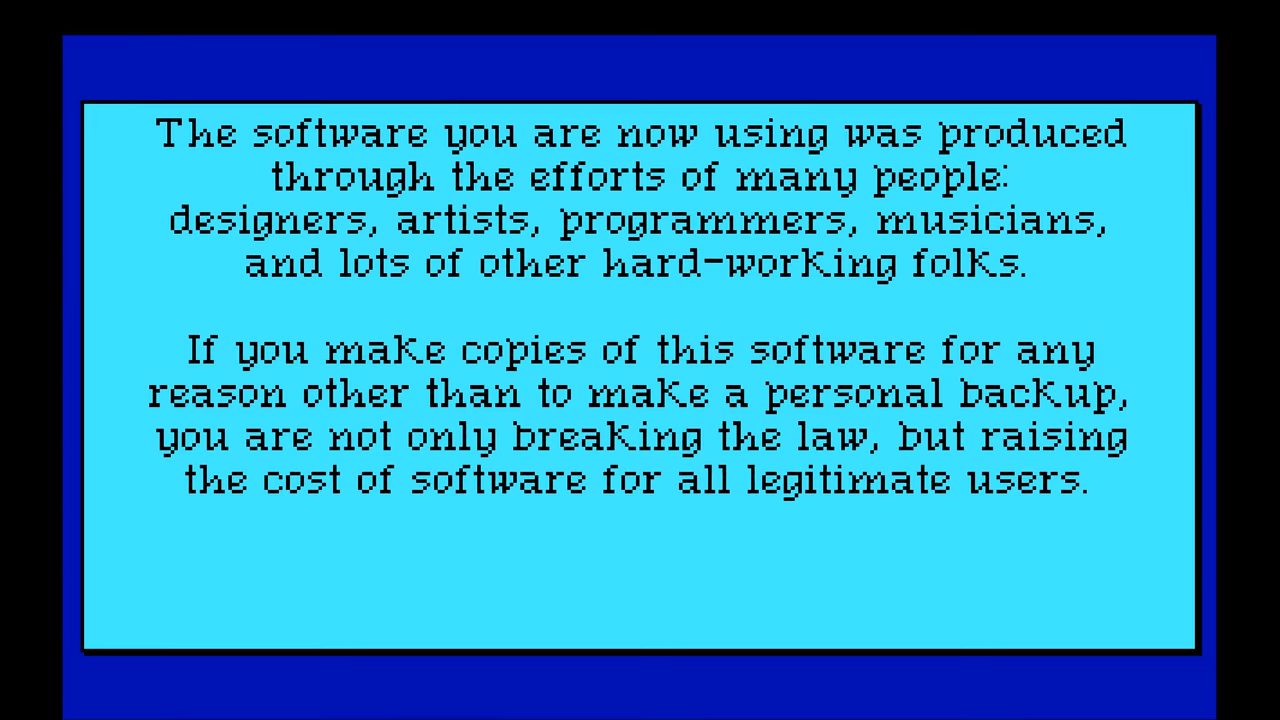 The software you are now using was produced
through the efforts of many people:
designers, artists, programmers, musicians,
and lots of other hard-working folks.
If you make copies of this software for any
reason other than to make a personal backup,
you are not only breaking the law, but raising
the cost of software for all legitimate users.